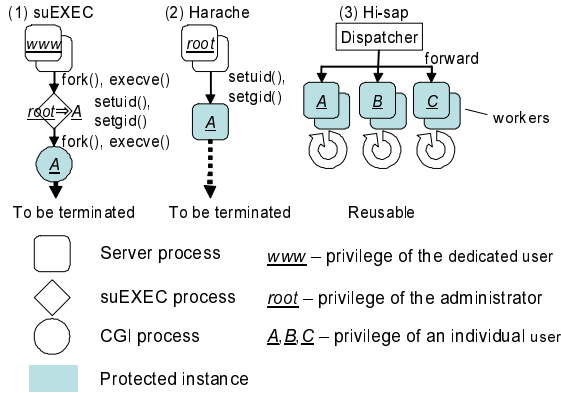 (1) suEXEC
www
fork(), execve()
root⇒A
setuid(),
setgid()
fork(), execve()
A
To be terminated
(2) Harache
root
setuid(),
setgid()
A
To be terminated
(3) Hi-sap
Dispatcher
forward
A
B
C
workers
Reusable
Server process
suEXEC process
CGI process
Protected instance
www – privilege of the dedicated user
root – privilege of the administrator
A,B,C – privilege of an individual user